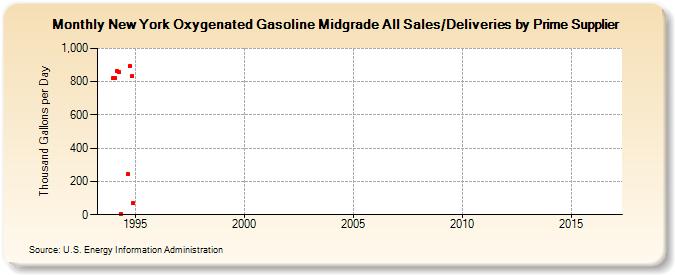 Monthly New York Oxygenated Gasoline Midgrade All Sales/Deliveries by Prime Supplier
Thousand Gallons per Day
1,000
800
600
400
200
0
1995 2000 2005 2010 2015
Source: U.S. Energy Information Administration